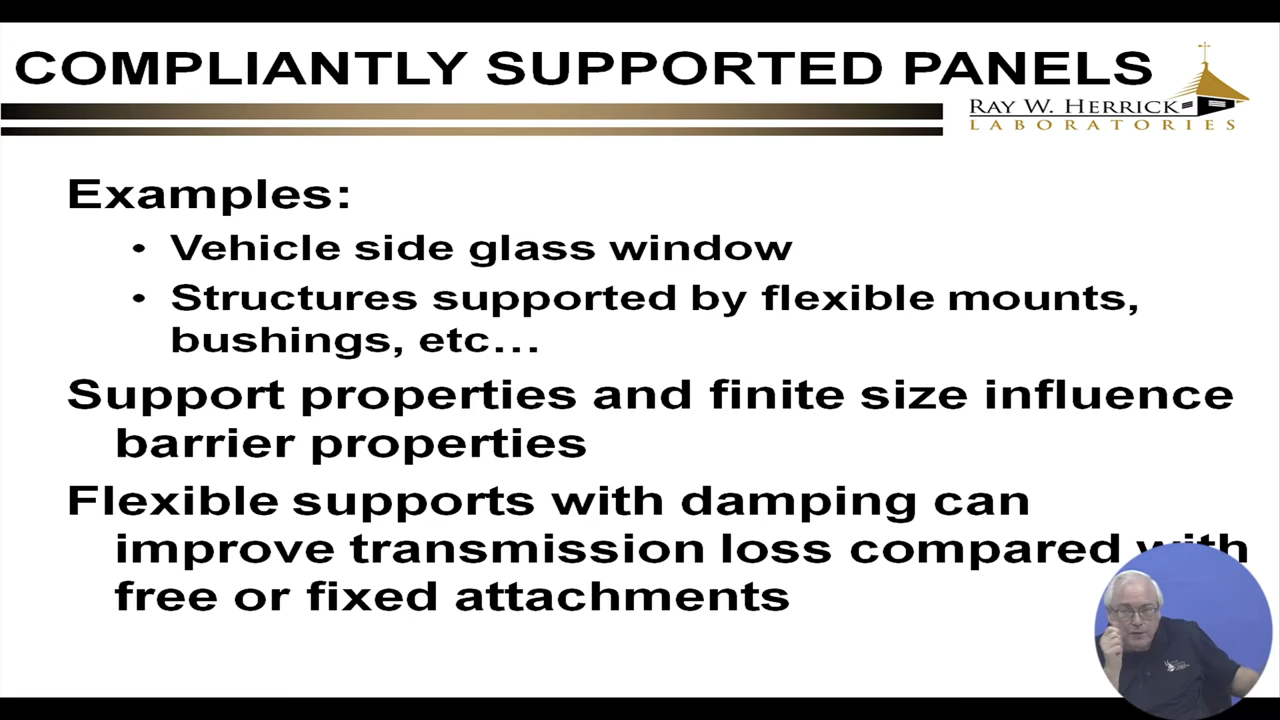 COMPLIANTLY SUPPORTED PANELS
RAY W. HERRICK
LABORATORIES
Examples:
• Vehicle side glass window
• Structures supported by flexible mounts,
bushings, etc...
Support properties and finite size influence
barrier properties
Flexible supports with damping can
improve transmission loss compared with
free or fixed attachments